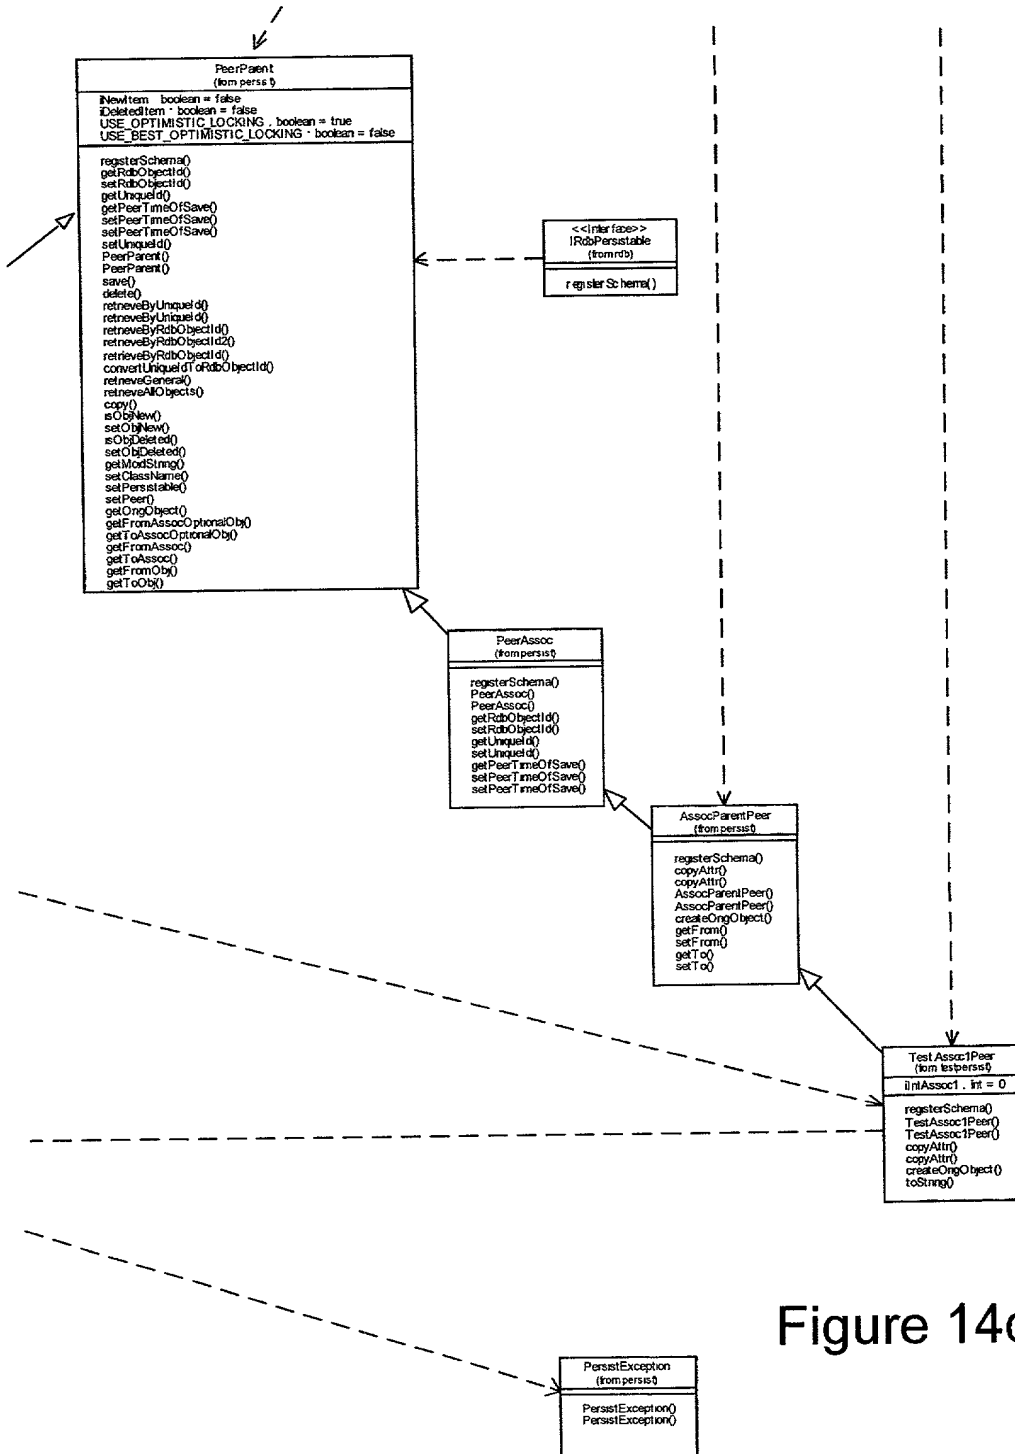 PeerParent
(from persist)
iNewItem boolean = false
iDeletedItem · boolean = false
USE_OPTIMISTIC_LOCKING . boolean = true
USE_BEST_OPTIMISTIC_LOCKING · boolean = false
registerSchema()
getRdbObjectId()
setRdbObjectId()
getUniqueId()
getPeerTimeOfSave()
setPeerTimeOfSave()
setPeerTimeOfSave()
setUniqueId()
PeerParent()
PeerParent()
save()
delete()
retrieveByUniqueId()
retrieveByUniqueId()
retrieveByRdbObjectId()
retrieveByRdbObjectId2()
retrieveByRdbObjectId()
convertUniqueIdToRdbObjectId()
retrieveGeneral()
retrieveAllObjects()
copy()
isObjNew()
setObjNew()
isObjDeleted()
setObjDeleted()
getModString()
setClassName()
setPersistable()
setPeer()
getOrigObject()
getFromAssocOptionalObj()
getToAssocOptionalObj()
getFromAssoc()
getToAssoc()
getFromObj()
getToObj()
<<Interface>>
IRdbPersistable
(from rdb)
registerSchema()
PeerAssoc
(from persist)
registerSchema()
PeerAssoc()
PeerAssoc()
getRdbObjectId()
setRdbObjectId()
getUniqueId()
setUniqueId()
getPeerTimeOfSave()
setPeerTimeOfSave()
setPeerTimeOfSave()
AssocParentPeer
(from persist)
registerSchema()
copyAttr()
copyAttr()
AssocParentPeer()
AssocParentPeer()
createOrigObject()
getFrom()
setFrom()
getTo()
setTo()
TestAssoc1Peer
(from testpersist)
iIntAssoc1 . int = 0
registerSchema()
TestAssoc1Peer()
TestAssoc1Peer()
copyAttr()
copyAttr()
createOrigObject()
toString()
Figure 14
PersistException
(from persist)
PersistException()
PersistException()